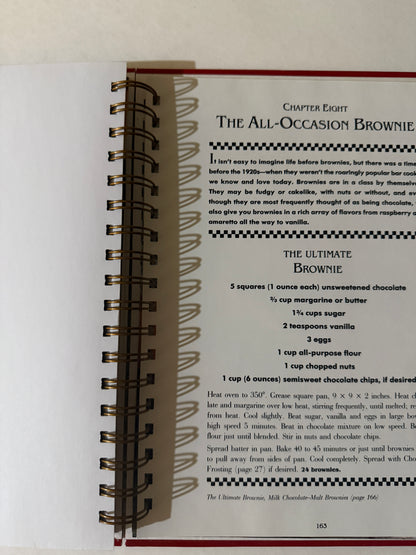 CHAPTER EIGHT
THE ALL-OCCASION BROWNIE
It isn't easy to imagine life before brownies, but there was a time
before the 1920s—when they weren't the roaringly popular bar cook
we know and love today. Brownies are in a class by themselve
They may be fudgy or cakelike, with nuts or without, and eve
though they are most frequently thought of as being chocolate,
also give you brownies in a rich array of flavors from raspberry a
amaretto all the way to vanilla.
THE ULTIMATE
BROWNIE
5 squares (1 ounce each) unsweetened chocolate
⅔ cup margarine or butter
1¾ cups sugar
2 teaspoons vanilla
3 eggs
1 cup all-purpose flour
1 cup chopped nuts
1 cup (6 ounces) semisweet chocolate chips, if desired
Heat oven to 350°. Grease square pan, 9 × 9 × 2 inches. Heat ch
late and margarine over low heat, stirring frequently, until melted; re
from heat. Cool slightly. Beat sugar, vanilla and eggs in large bow
high speed 5 minutes. Beat in chocolate mixture on low speed. Be
flour just until blended. Stir in nuts and chocolate chips.
Spread batter in pan. Bake 40 to 45 minutes or just until brownies
to pull away from sides of pan. Cool completely. Spread with Cho
Frosting (page 27) if desired. 24 brownies.
The Ultimate Brownie, Milk Chocolate-Malt Brownies (page 166)
163